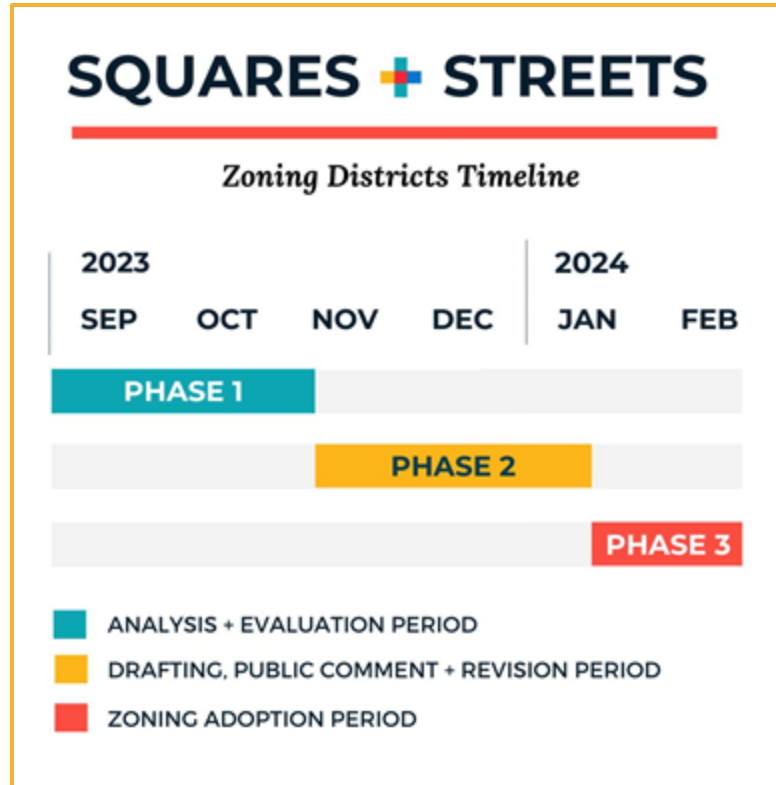 SQUARES + STREETS
Zoning Districts Timeline
2023 2024
SEP OCT NOV DEC JAN FEB
PHASE 1
PHASE 2
PHASE 3
ANALYSIS + EVALUATION PERIOD
DRAFTING, PUBLIC COMMENT + REVISION PERIOD
ZONING ADOPTION PERIOD